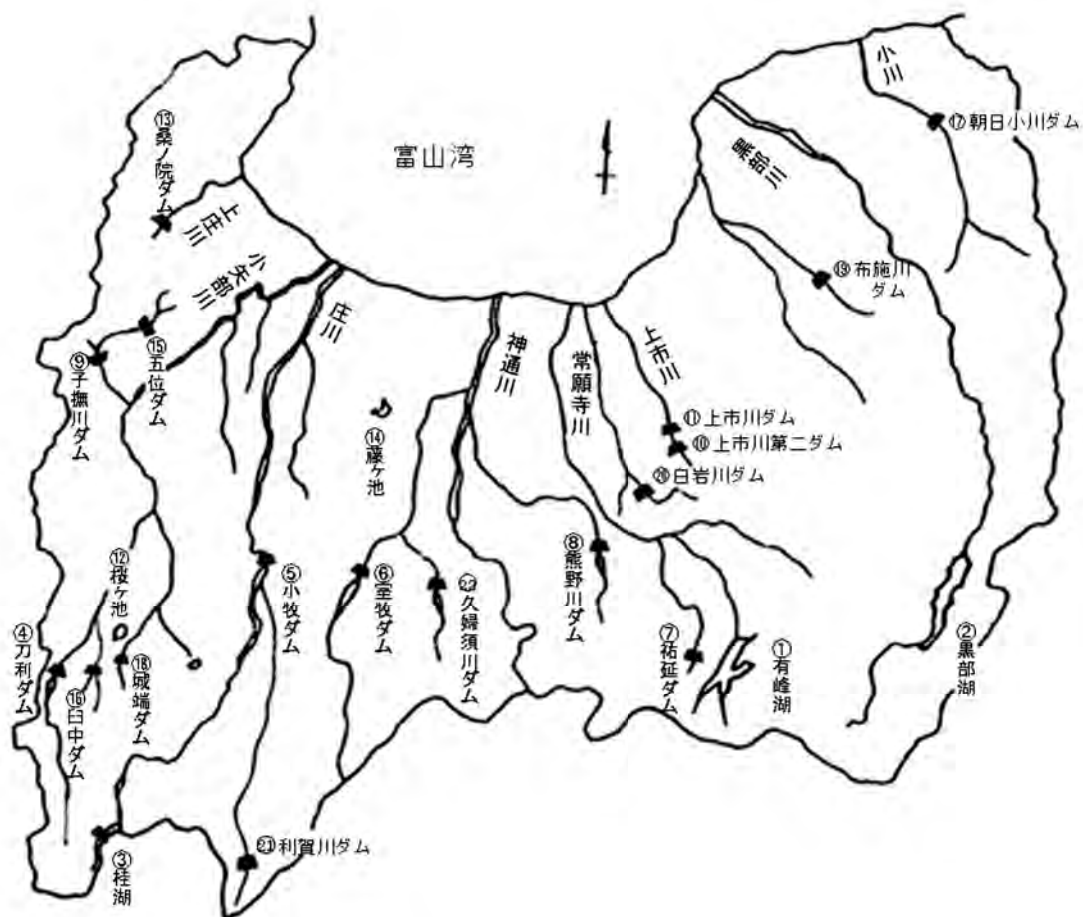 小川
⑰朝日小川ダム
黒部川
富山湾
⑬桑ノ院ダム
上庄川
小矢部川
⑲布施川
ダム
庄川
神通川
常願寺川
上市川
⑮五位ダム
⑨子撫川ダム
⑭藤ヶ池
⑪上市川ダム
⑩上市川第二ダム
⑳白岩川ダム
⑫桜ヶ池
⑤小牧ダム
⑥室牧ダム
㉒久婦須川ダム
⑧熊野川ダム
④刀利ダム
⑯臼中ダム
⑱城端ダム
⑦祐延ダム
①有峰湖
②黒部湖
③桂湖
㉑利賀川ダム